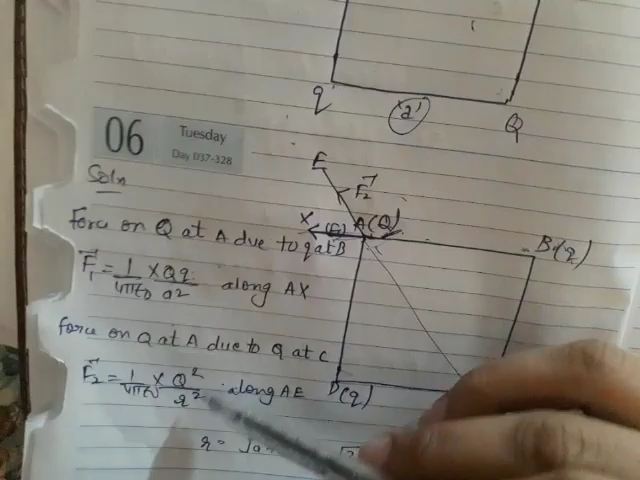 q
a
Q
06 Tuesday
Day 037-328
Soln
E
F₂
X
A(Q)
B(q)
Force on Q at A due to q at B
F₁ = 1/4πε₀ × Qq/a² along AX
Force on Q at A due to Q at C
F₂ = 1/4πε₀ × Q²/r² along AE
D(q)
r =